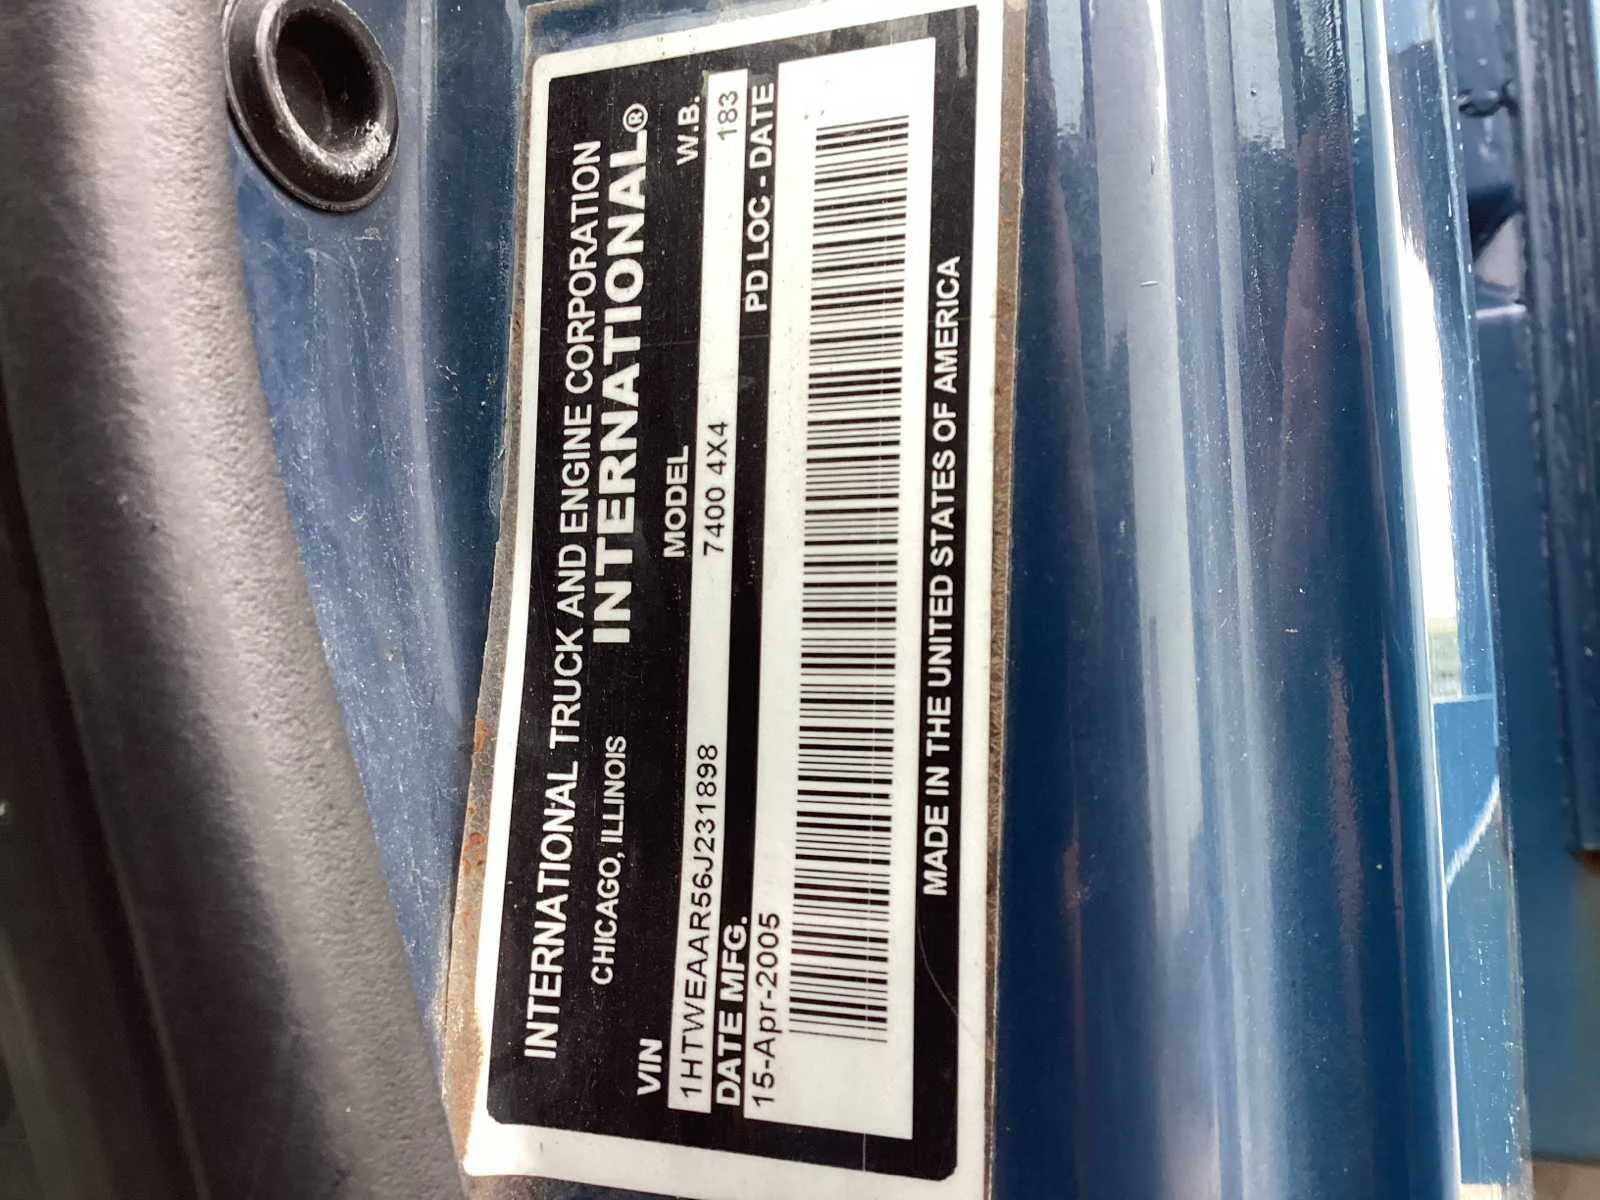 INTERNATIONAL TRUCK AND ENGINE CORPORATION
CHICAGO, ILLINOIS INTERNATIONAL®
VIN MODEL W.B.
1HTWEAAR56J231898 7400 4X4 183
DATE MFG. PD LOC - DATE
15-Apr-2005
MADE IN THE UNITED STATES OF AMERICA